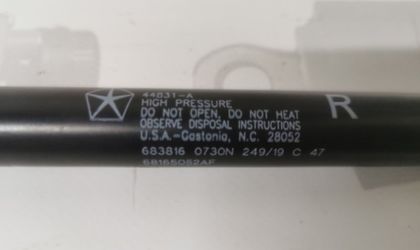 44831-A
HIGH PRESSURE
DO NOT OPEN, DO NOT HEAT
OBSERVE DISPOSAL INSTRUCTIONS
U.S.A.-Gastonia, N.C. 28052
683816 0730N 249/19 C 47
68165052AF
R